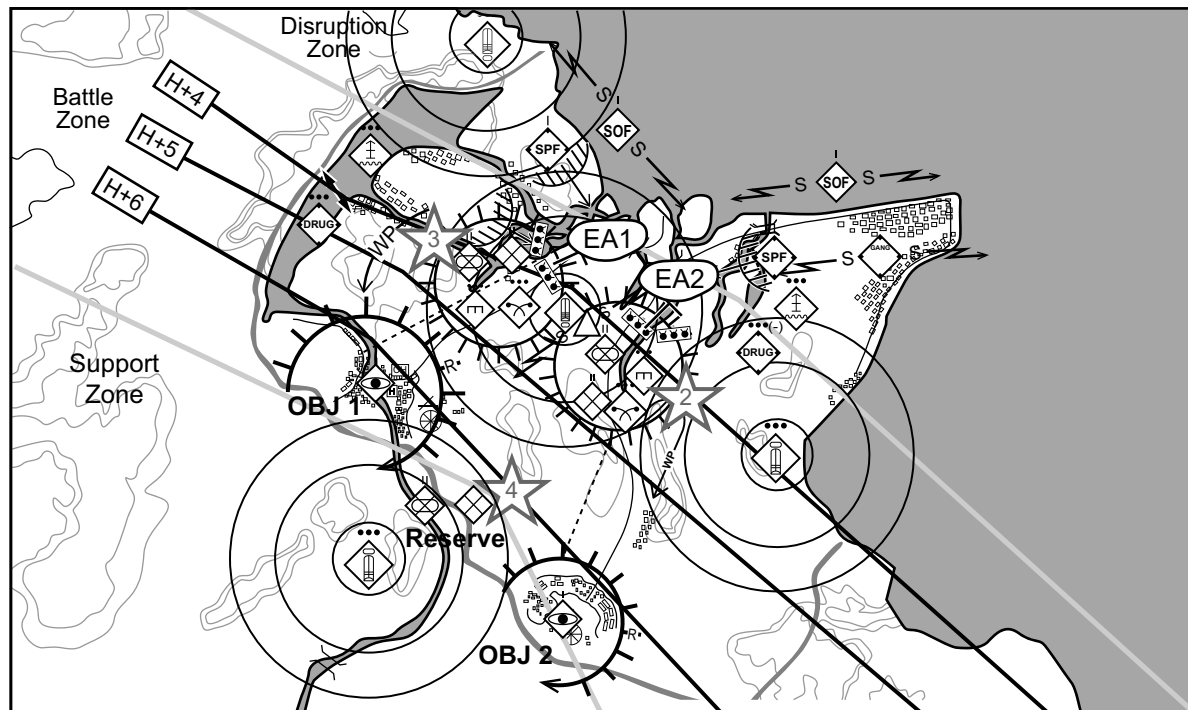 Disruption
Zone
Battle
Zone
H+4
H+5
H+6
Support
Zone
SPF
S
SOF
S
S
SOF
S
DRUG
WP
3
EA1
EA2
SPF
S
GANG
(-)
DRUG
2
R
OBJ 1
H
WP
4
Reserve
OBJ 2
R